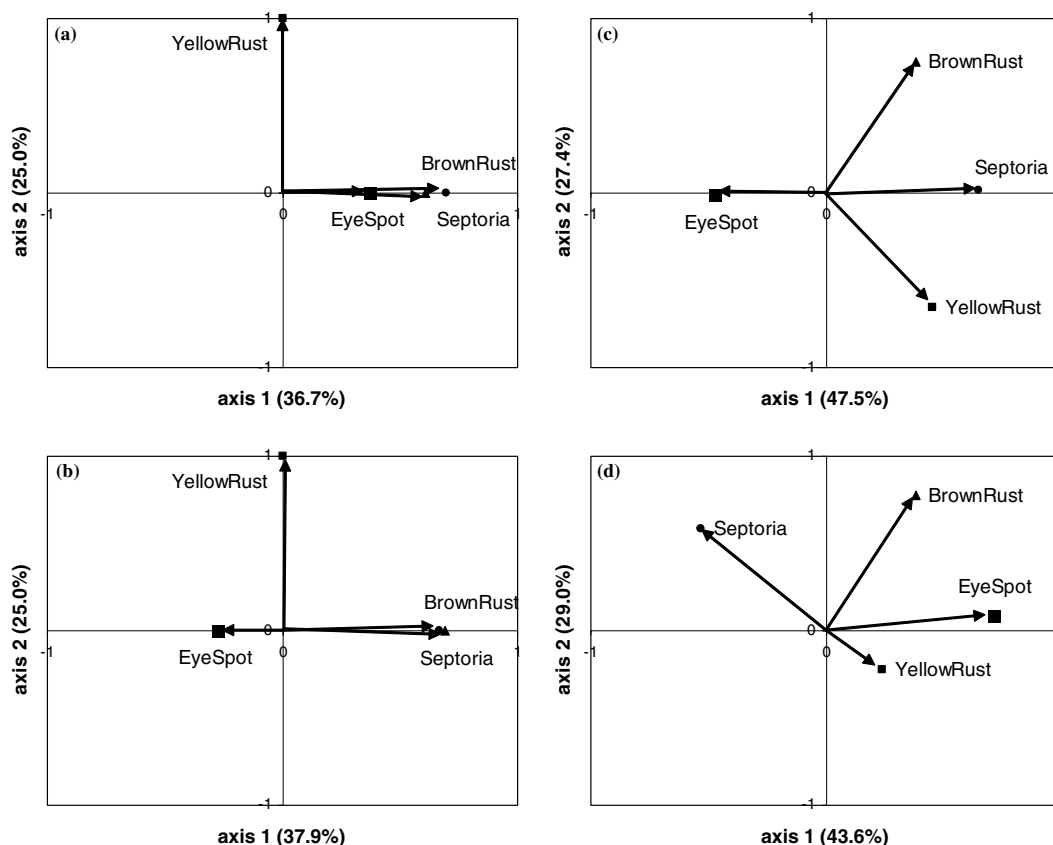 (a)
1
YellowRust
BrownRust
0
-1
0
1
EyeSpot
Septoria
-1
axis 2 (25.0%)
axis 1 (36.7%)
(c)
1
BrownRust
Septoria
0
-1
0
EyeSpot
YellowRust
-1
axis 2 (27.4%)
axis 1 (47.5%)
(b)
1
YellowRust
BrownRust
0
-1
0
1
EyeSpot
Septoria
-1
axis 2 (25.0%)
axis 1 (37.9%)
(d)
1
BrownRust
Septoria
EyeSpot
0
-1
0
YellowRust
-1
axis 2 (29.0%)
axis 1 (43.6%)